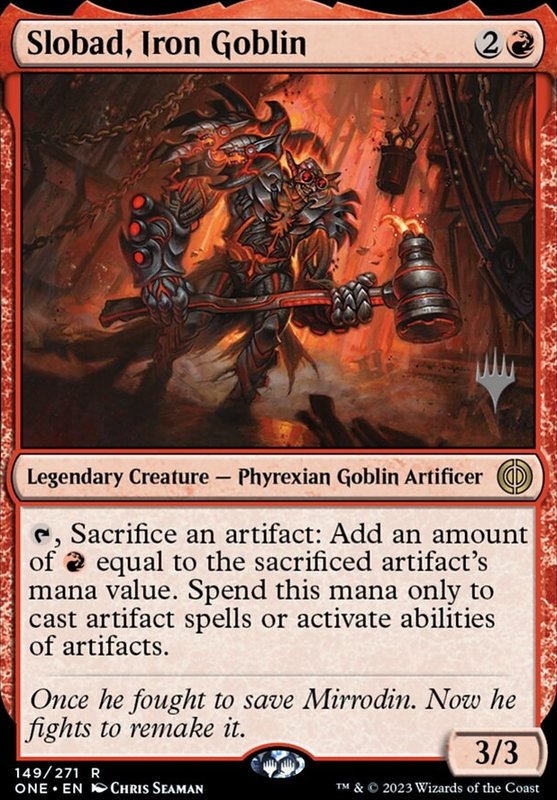 Slobad, Iron Goblin 2
Legendary Creature — Phyrexian Goblin Artificer
, Sacrifice an artifact: Add an amount
of equal to the sacrificed artifact's
mana value. Spend this mana only to
cast artifact spells or activate abilities
of artifacts.
Once he fought to save Mirrodin. Now he
fights to remake it.
3/3
149/271 R
ONE • EN Chris Seaman
™ & © 2023 Wizards of the Coast